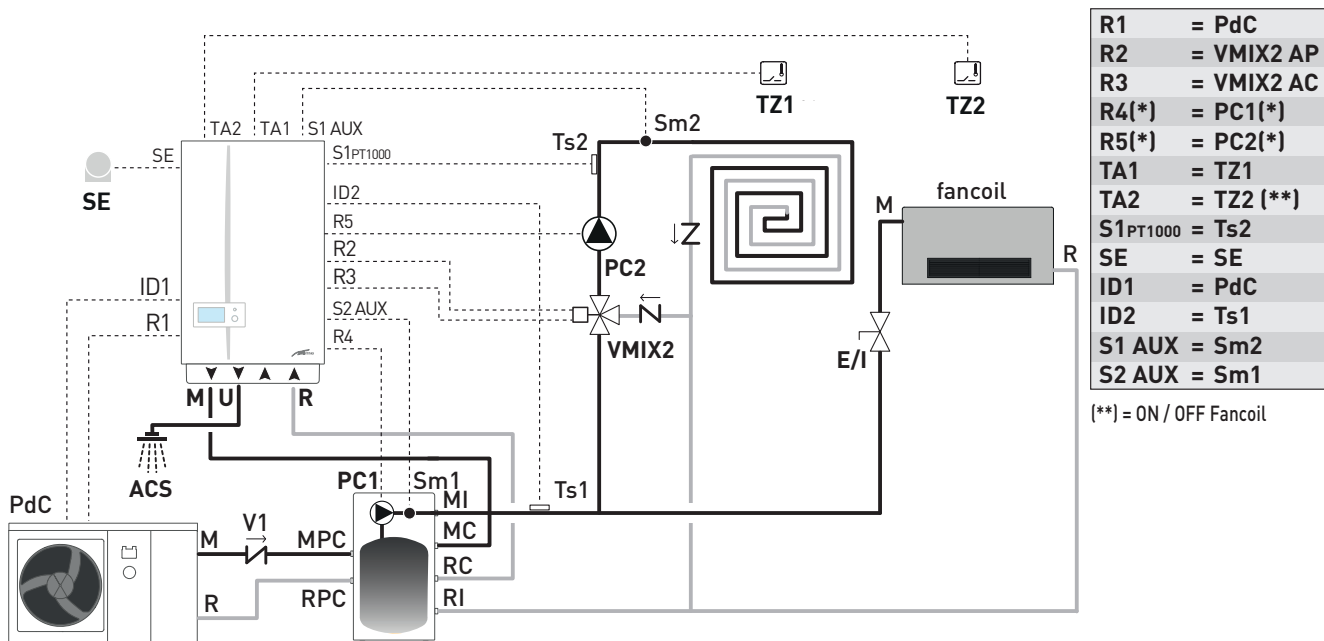 TA2 TA1 S1 AUX
TZ1
TZ2
SE
SE
S1PT1000
ID2
R5
R2
R3
S2 AUX
R4
ID1
R1
Ts2
Sm2
PC2
VMIX2
M
fancoil
R
E/I
M U R
ACS
PC1
Sm1
MI
Ts1
MC
RC
RI
PdC
M
V1
MPC
R
RPC
R1 = PdC
R2 = VMIX2 AP
R3 = VMIX2 AC
R4(*) = PC1(*)
R5(*) = PC2(*)
TA1 = TZ1
TA2 = TZ2 (**)
S1PT1000 = Ts2
SE = SE
ID1 = PdC
ID2 = Ts1
S1 AUX = Sm2
S2 AUX = Sm1
(**) = ON / OFF Fancoil